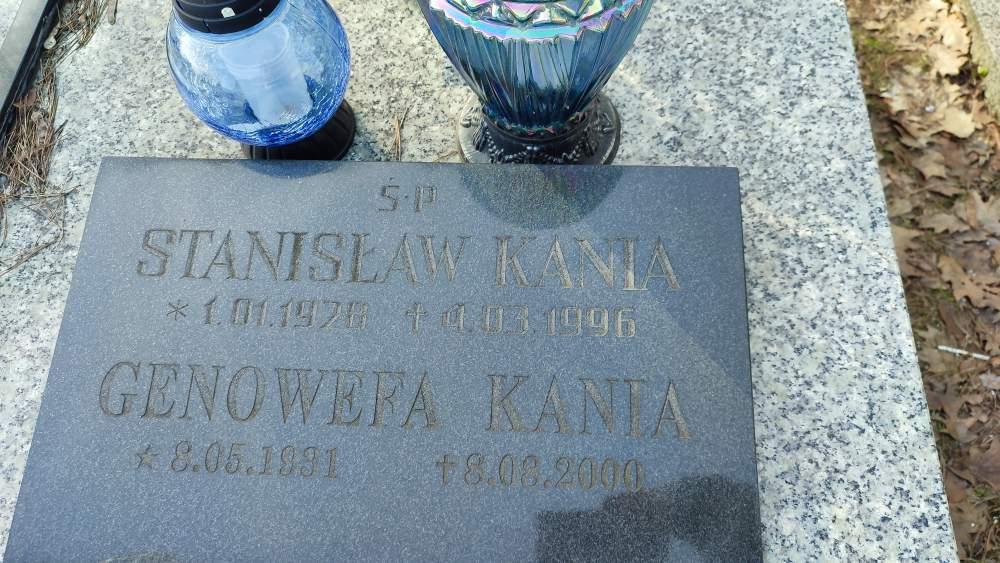 Ś.P
STANISŁAW KANIA
* 1.01.1928 † 4.03.1996
GENOWEFA KANIA
* 8.05.1931 † 8.08.2000